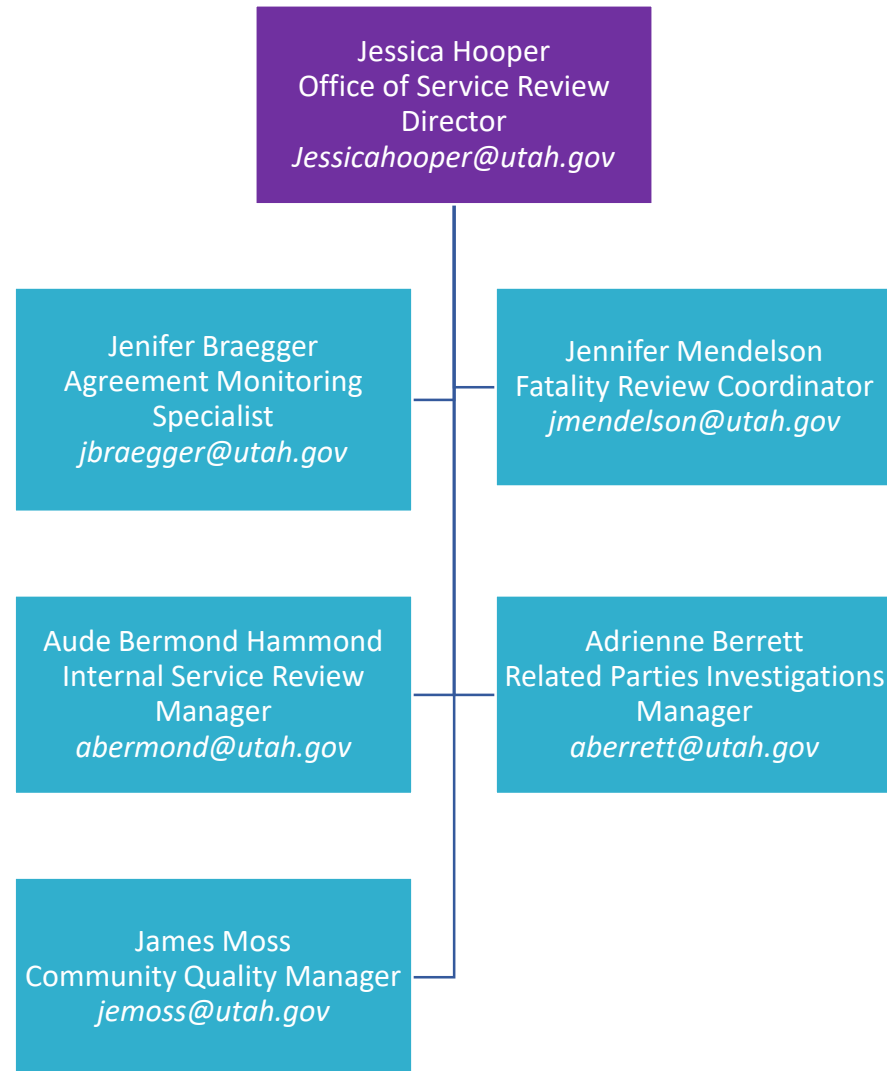 Jessica Hooper
Office of Service Review
Director
Jessicahooper@utah.gov
Jenifer Braegger
Agreement Monitoring
Specialist
jbraegger@utah.gov
Jennifer Mendelson
Fatality Review Coordinator
jmendelson@utah.gov
Aude Bermond Hammond
Internal Service Review
Manager
abermond@utah.gov
Adrienne Berrett
Related Parties Investigations
Manager
aberrett@utah.gov
James Moss
Community Quality Manager
jemoss@utah.gov